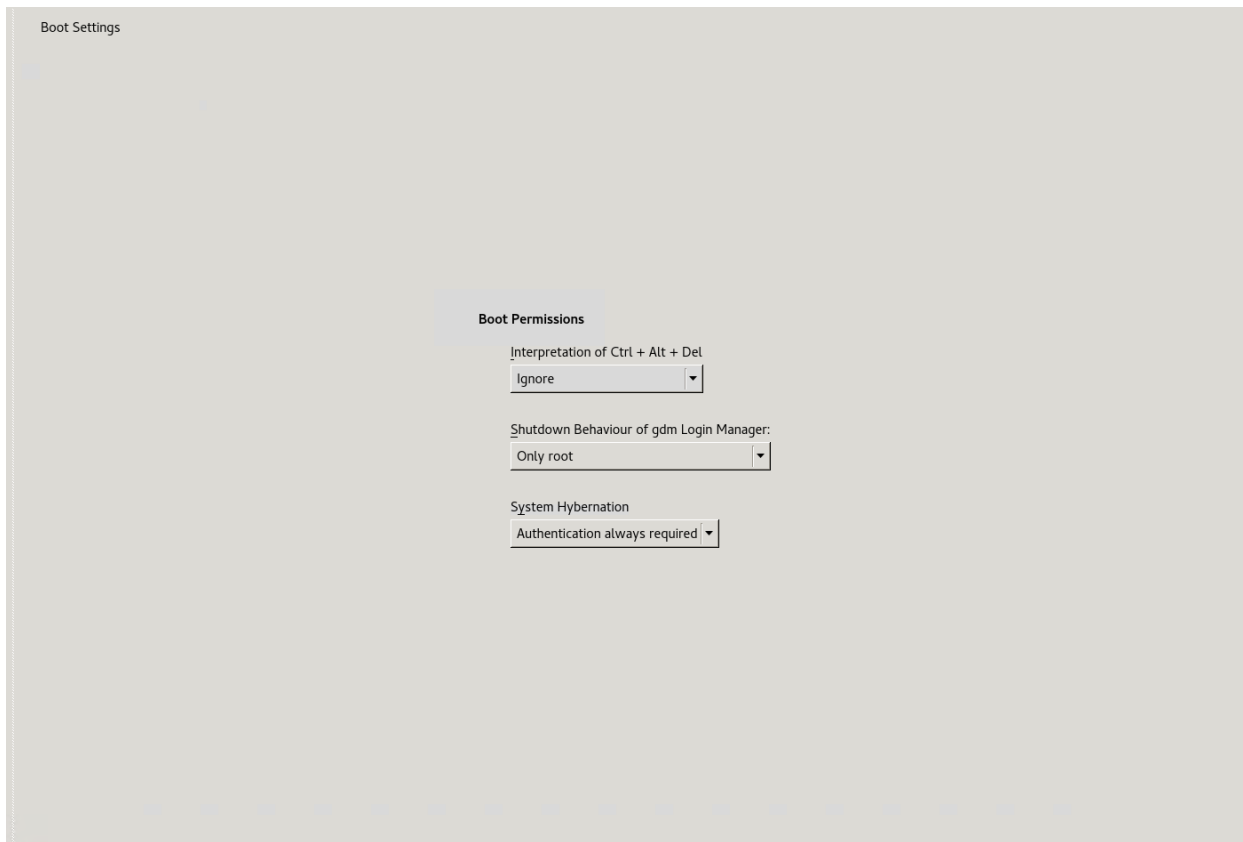 Boot Settings
Boot Permissions
Interpretation of Ctrl + Alt + Del
Ignore
Shutdown Behaviour of gdm Login Manager:
Only root
System Hybernation
Authentication always required